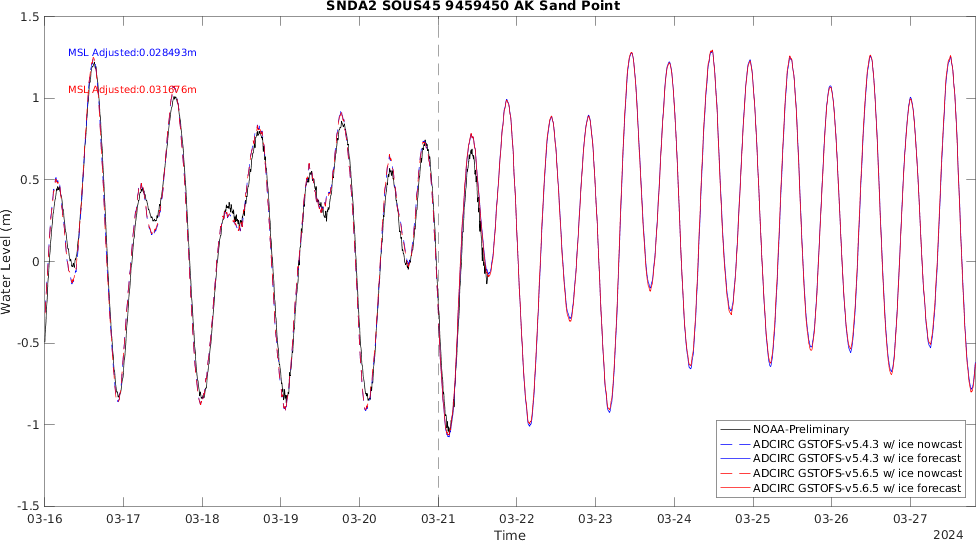 SNDA2 SOUS45 9459450 AK Sand Point
1.5
MSL Adjusted:0.028493m
MSL Adjusted:0.031676m
1
0.5
0
-0.5
-1
-1.5
Water Level (m)
NOAA-Preliminary
ADCIRC GSTOFS-v5.4.3 w/ ice nowcast
ADCIRC GSTOFS-v5.4.3 w/ ice forecast
ADCIRC GSTOFS-v5.6.5 w/ ice nowcast
ADCIRC GSTOFS-v5.6.5 w/ ice forecast
03-16 03-17 03-18 03-19 03-20 03-21 03-22 03-23 03-24 03-25 03-26 03-27
Time
2024